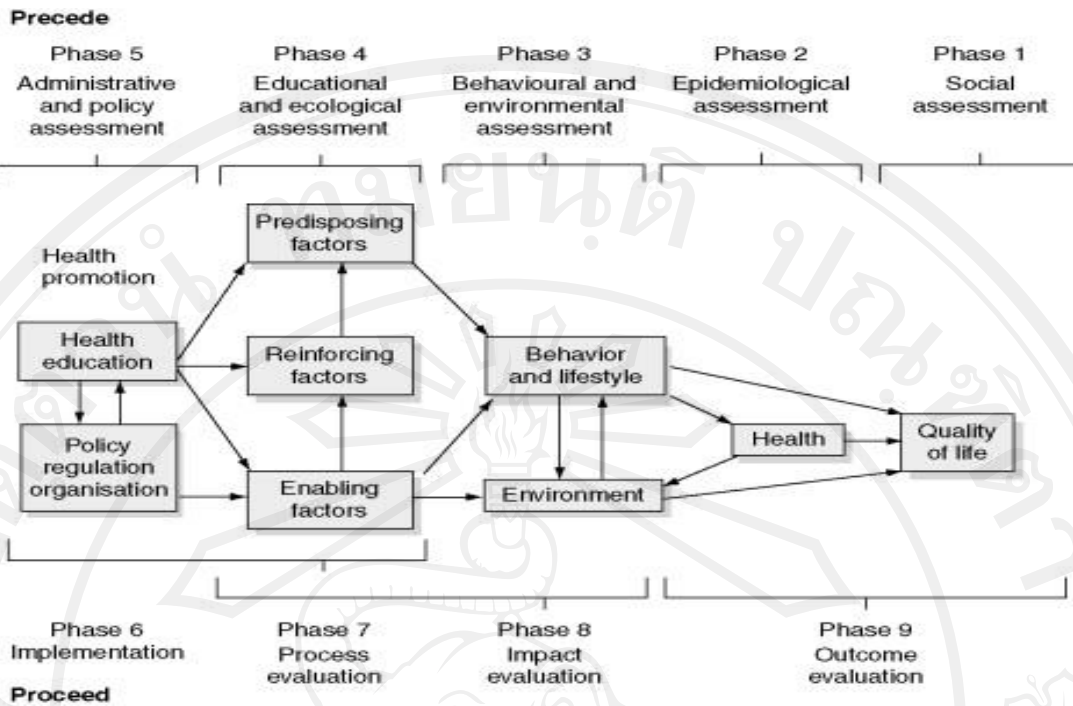 Precede
Phase 5
Administrative
and policy
assessment
Phase 4
Educational
and ecological
assessment
Phase 3
Behavioural and
environmental
assessment
Phase 2
Epidemiological
assessment
Phase 1
Social
assessment
Health
promotion
Health
education
Policy
regulation
organisation
Predisposing
factors
Reinforcing
factors
Enabling
factors
Behavior
and lifestyle
Environment
Health
Quality
of life
Phase 6
Implementation
Phase 7
Process
evaluation
Phase 8
Impact
evaluation
Phase 9
Outcome
evaluation
Proceed